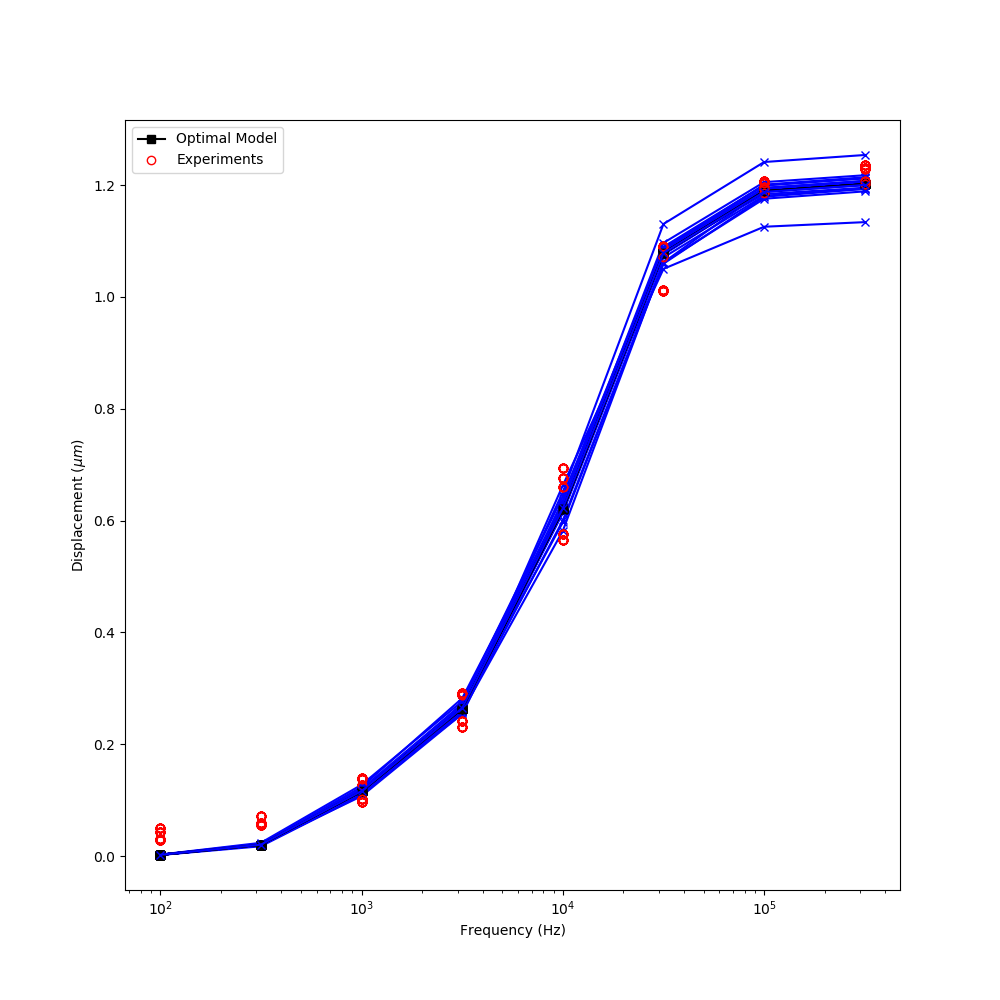 Optimal Model
Experiments
1.2
1.0
0.8
0.6
0.4
0.2
0.0
Displacement (μm)
10²
10³
10⁴
10⁵
Frequency (Hz)